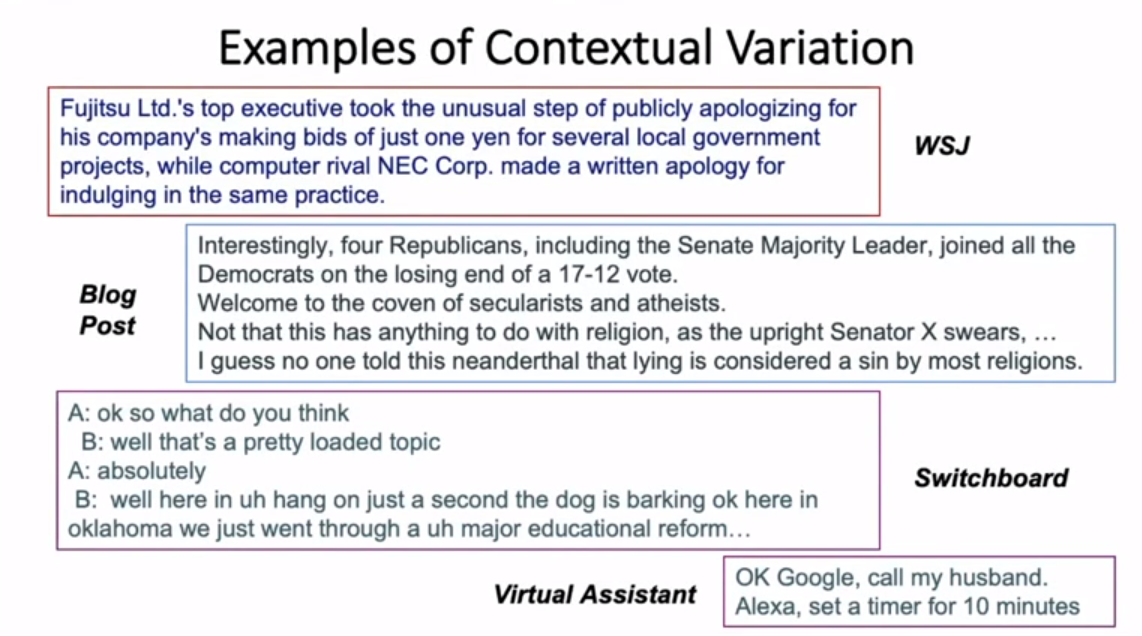 Examples of Contextual Variation
Fujitsu Ltd.'s top executive took the unusual step of publicly apologizing for
his company's making bids of just one yen for several local government
projects, while computer rival NEC Corp. made a written apology for
indulging in the same practice.
WSJ
Blog
Post
Interestingly, four Republicans, including the Senate Majority Leader, joined all the
Democrats on the losing end of a 17-12 vote.
Welcome to the coven of secularists and atheists.
Not that this has anything to do with religion, as the upright Senator X swears, …
I guess no one told this neanderthal that lying is considered a sin by most religions.
A: ok so what do you think
B: well that's a pretty loaded topic
A: absolutely
B:  well here in uh hang on just a second the dog is barking ok here in
oklahoma we just went through a uh major educational reform…
Switchboard
Virtual Assistant
OK Google, call my husband.
Alexa, set a timer for 10 minutes